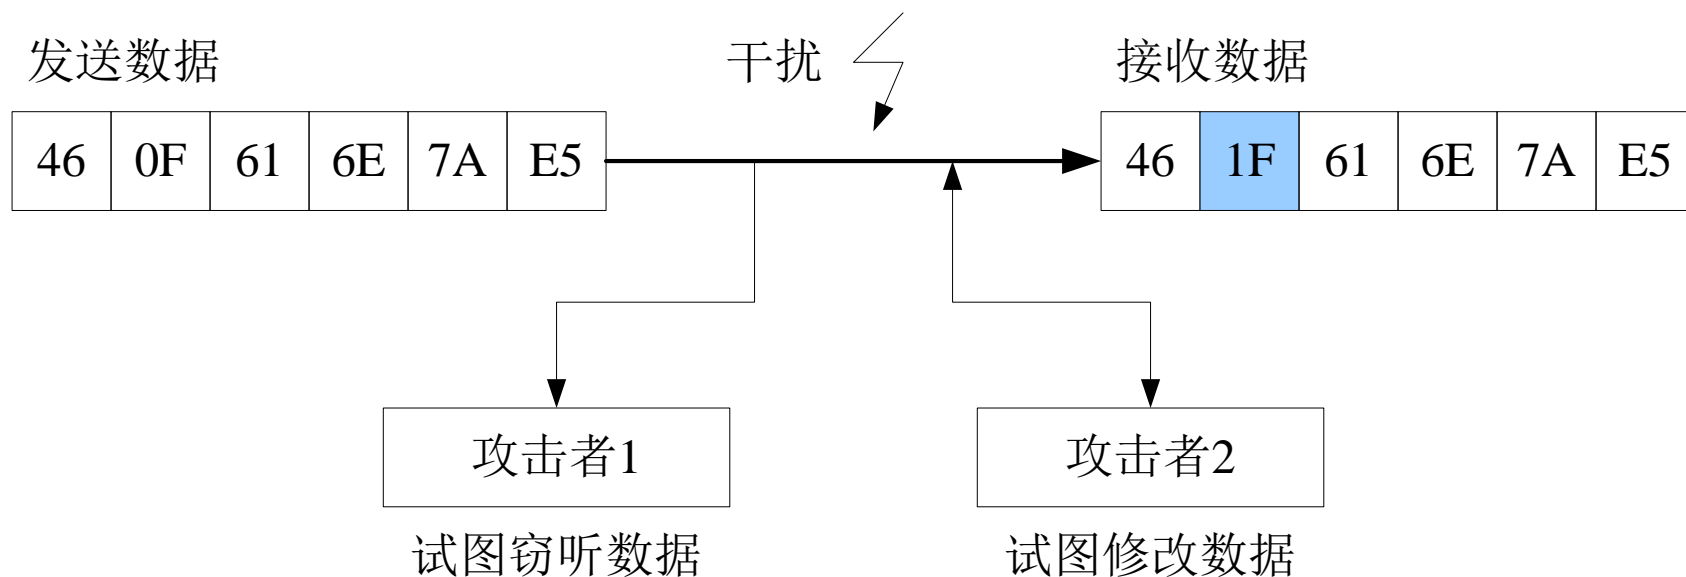 发送数据
干扰
接收数据
46 0F 61 6E 7A E5
46 1F 61 6E 7A E5
攻击者1
攻击者2
试图窃听数据
试图修改数据